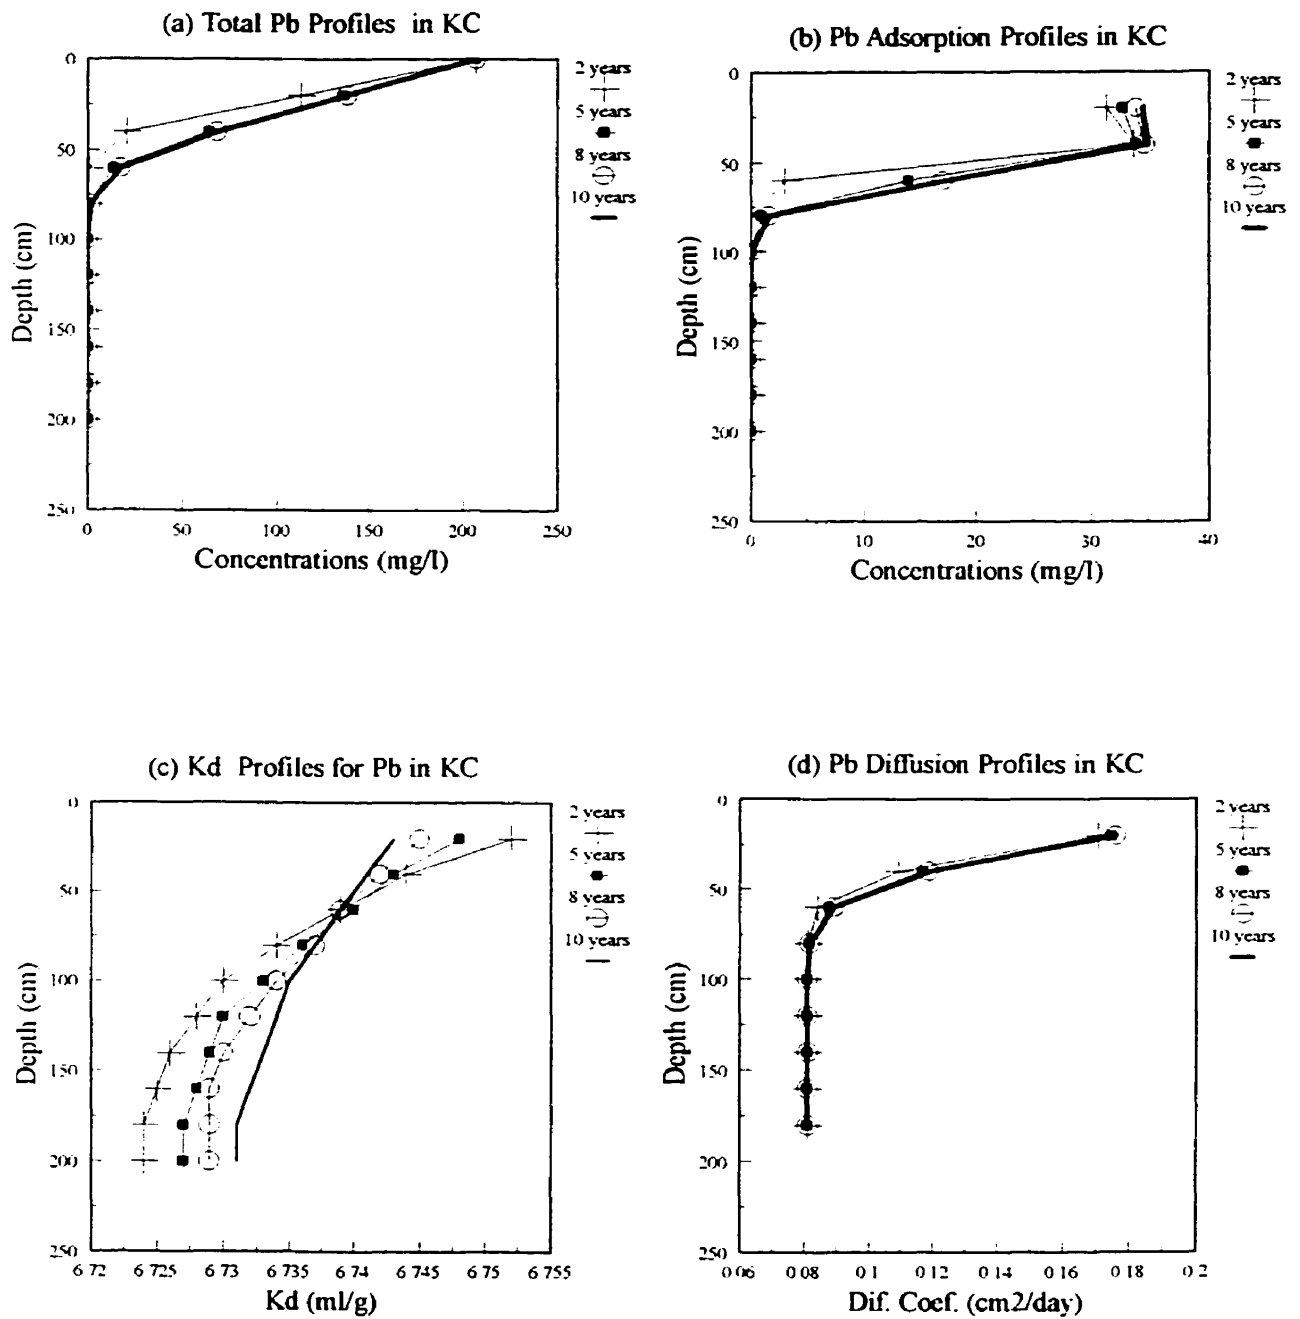 (a) Total Pb Profiles in KC
0
50
100
150
200
250
Depth (cm)
0 50 100 150 200 250
Concentrations (mg/l)
2 years
5 years
8 years
10 years
(b) Pb Adsorption Profiles in KC
0
50
100
150
200
250
Depth (cm)
0 10 20 30 40
Concentrations (mg/l)
2 years
5 years
8 years
10 years
(c) Kd Profiles for Pb in KC
0
50
100
150
200
250
Depth (cm)
6 72 6 725 6 73 6 735 6 74 6 745 6 75 6 755
Kd (ml/g)
2 years
5 years
8 years
10 years
(d) Pb Diffusion Profiles in KC
0
50
100
150
200
250
Depth (cm)
0 06 0 08 0 1 0 12 0 14 0 16 0 18 0 2
Dif. Coef. (cm2/day)
2 years
5 years
8 years
10 years